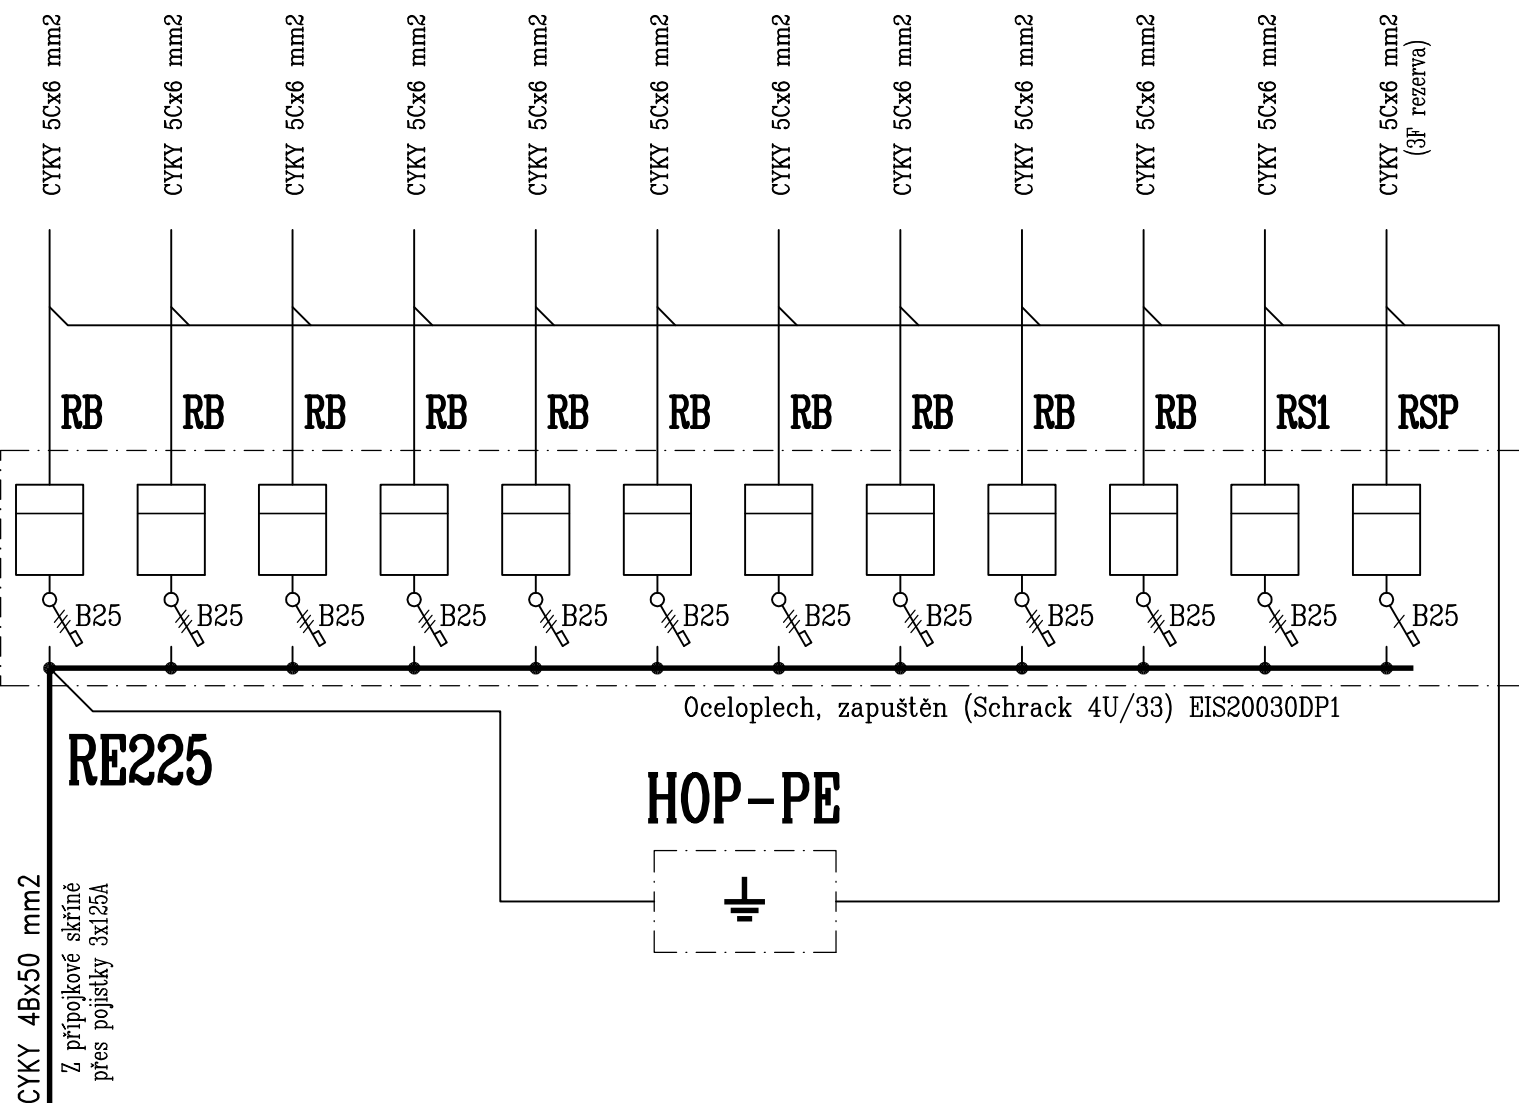 CYKY 5Cx6 mm2
CYKY 5Cx6 mm2
CYKY 5Cx6 mm2
CYKY 5Cx6 mm2
CYKY 5Cx6 mm2
CYKY 5Cx6 mm2
CYKY 5Cx6 mm2
CYKY 5Cx6 mm2
CYKY 5Cx6 mm2
CYKY 5Cx6 mm2
CYKY 5Cx6 mm2
CYKY 5Cx6 mm2
(3F rezerva)
RB
RB
RB
RB
RB
RB
RB
RB
RB
RB
RS1
RSP
B25
B25
B25
B25
B25
B25
B25
B25
B25
B25
B25
B25
Oceloplech, zapuštěn (Schrack 4U/33) EIS20030DP1
RE225
HOP-PE
CYKY 4Bx50 mm2
Z přípojkové skříně
přes pojistky 3x125A